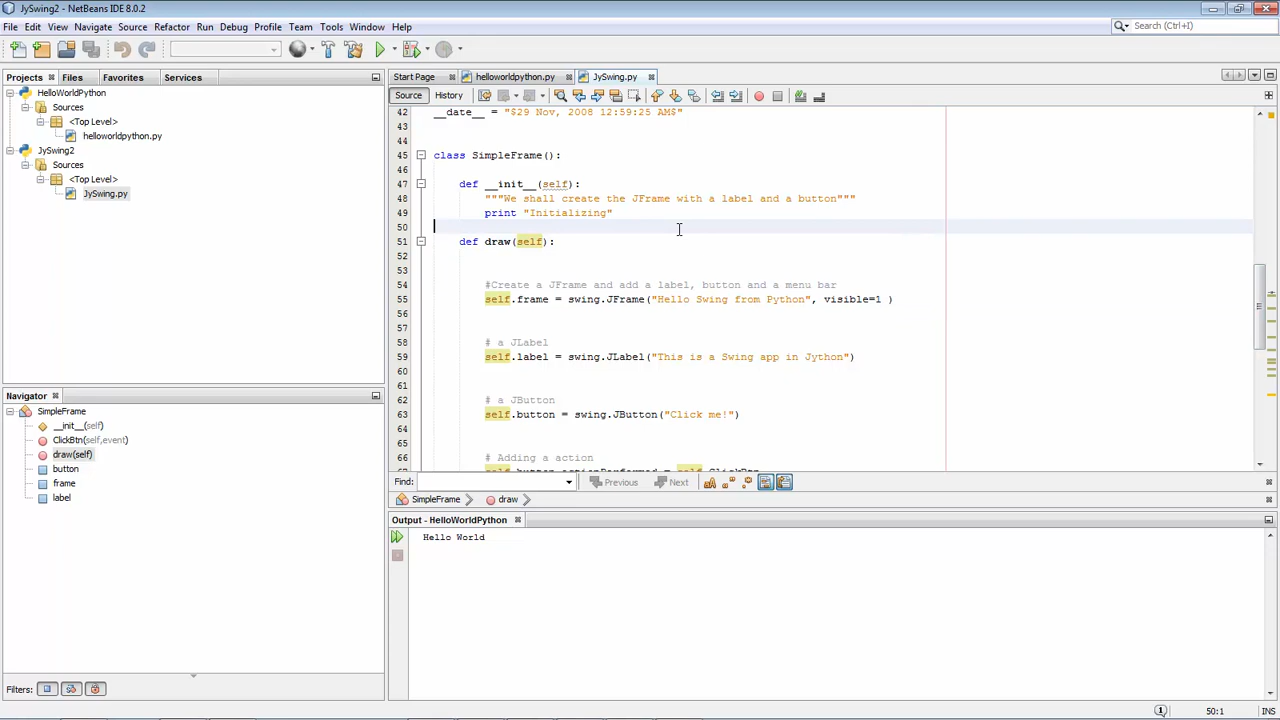 JySwing2 - NetBeans IDE 8.0.2
File Edit View Navigate Source Refactor Run Debug Profile Team Tools Window Help
Search (Ctrl+I)
Projects Files Favorites Services
HelloWorldPython
Sources
<Top Level>
helloworldpython.py
JySwing2
Sources
<Top Level>
JySwing.py
Navigator
SimpleFrame
__init__(self)
ClickBtn(self,event)
draw(self)
button
frame
label
Filters:
Start Page helloworldpython.py JySwing.py
Source History
42 __date__ = "$29 Nov, 2008 12:59:25 AM$"
43
44
45 class SimpleFrame():
46
47 def __init__(self):
48 """We shall create the JFrame with a label and a button"""
49 print "Initializing"
50
51 def draw(self):
52
53
54 #Create a JFrame and add a label, button and a menu bar
55 self.frame = swing.JFrame("Hello Swing from Python", visible=1 )
56
57
58 # a JLabel
59 self.label = swing.JLabel("This is a Swing app in Jython")
60
61
62 # a JButton
63 self.button = swing.JButton("Click me!")
64
65
66 # Adding a action
self.button.actionPerformed = self.ClickBtn
Find: Previous Next
SimpleFrame draw
Output - HelloWorldPython
Hello World
1 50:1 INS